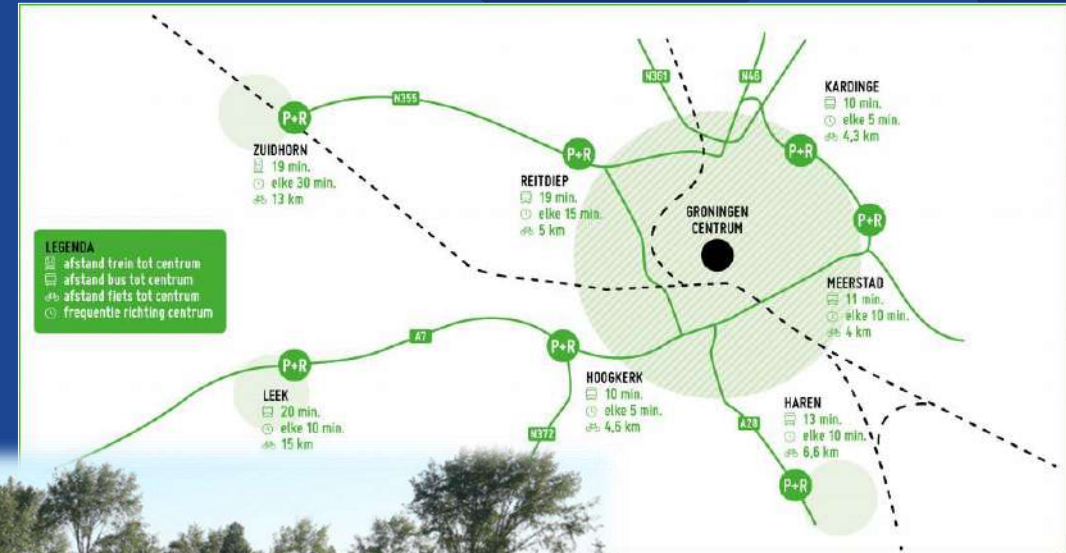 N361
N46
N355
KARDINGE
10 min.
elke 5 min.
4,3 km
P+R
P+R
P+R
ZUIDHORN
19 min.
elke 30 min.
13 km
REITDIEP
19 min.
elke 15 min.
5 km
GRONINGEN
CENTRUM
P+R
LEGENDA
afstand trein tot centrum
afstand bus tot centrum
afstand fiets tot centrum
frequentie richting centrum
MEERSTAD
11 min.
elke 10 min.
4 km
A7
P+R
P+R
LEEK
20 min.
elke 10 min.
15 km
HOOGKERK
10 min.
elke 5 min.
4,6 km
HAREN
13 min.
elke 10 min.
6,6 km
N372
A28
P+R